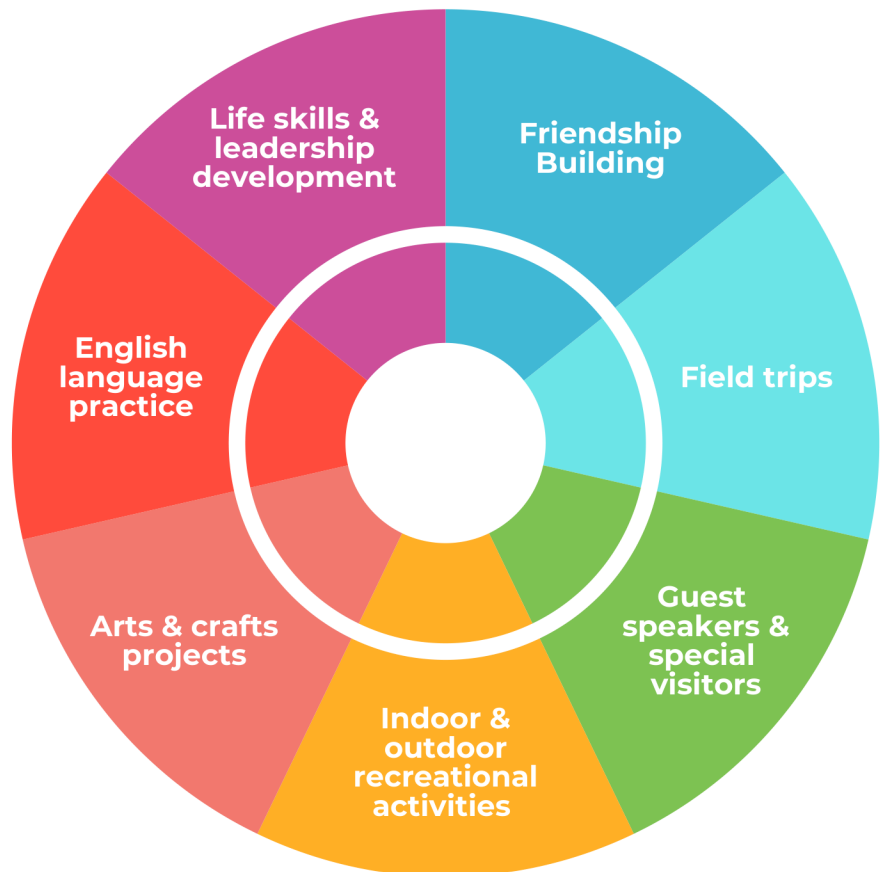 Life skills &
leadership
development
Friendship
Building
Field trips
Guest
speakers &
special
visitors
Indoor &
outdoor
recreational
activities
Arts & crafts
projects
English
language
practice